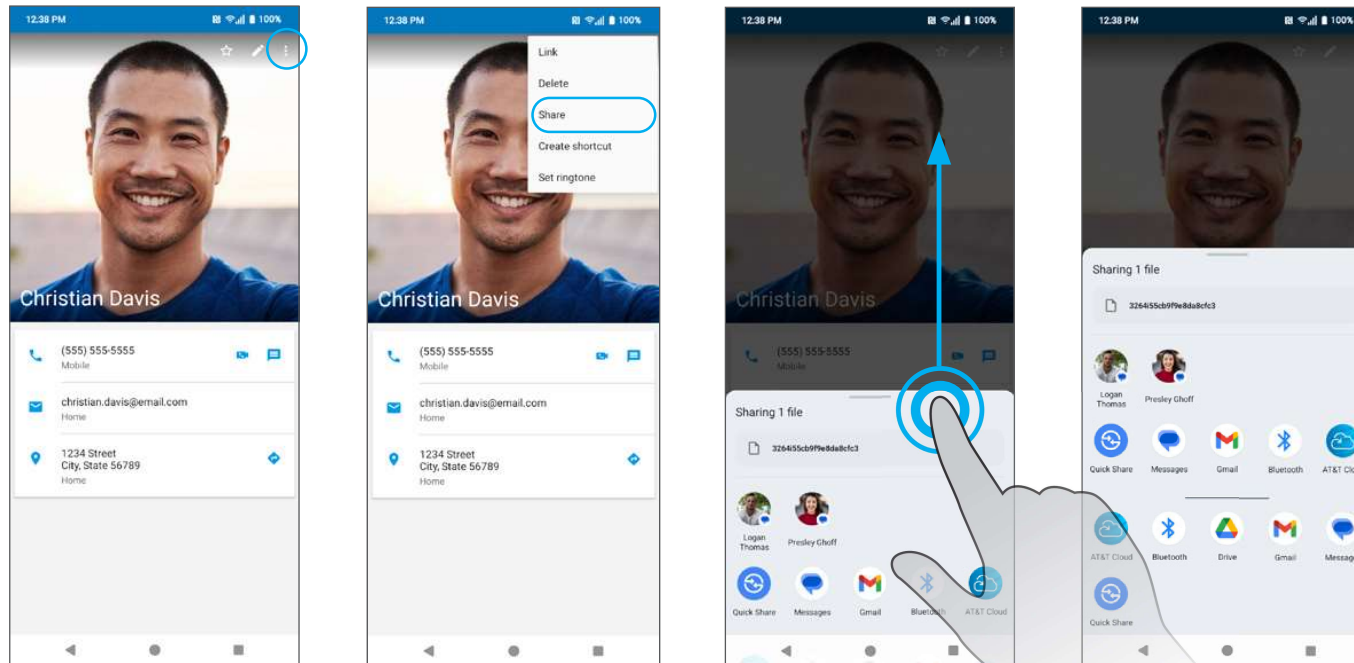 12.38 PM
100%
Christian Davis
(555) 555-5555
Mobile
christian.davis@email.com
Home
1234 Street
City, State 56789
Home
12.38 PM
100%
Link
Delete
Share
Create shortcut
Set ringtone
Christian Davis
(555) 555-5555
Mobile
christian.davis@email.com
Home
1234 Street
City, State 56789
Home
12.38 PM
100%
Christian Davis
(555) 555-5555
Mobile
Sharing 1 file
3264i55cb9f9e8da8cfc3
Logan
Thomas
Presley Ghoff
Quick Share
Messages
Gmail
Bluetooth
AT&T Cloud
12.38 PM
100%
Sharing 1 file
3264i55cb9f9e8da8cfc3
Logan
Thomas
Presley Ghoff
Quick Share
Messages
Gmail
Bluetooth
AT&T Clo
AT&T Cloud
Bluetooth
Drive
Gmail
Messag
Quick Share